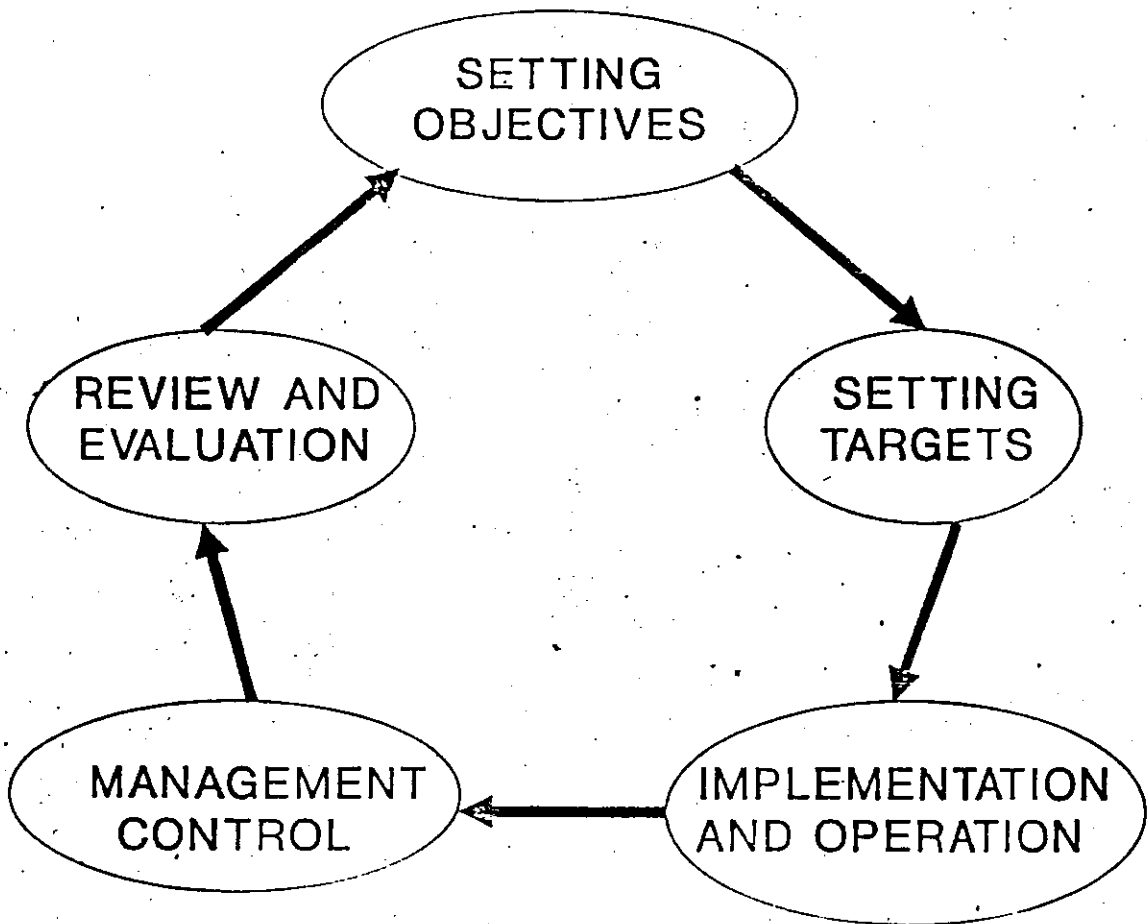 SETTING
OBJECTIVES
SETTING
TARGETS
IMPLEMENTATION
AND OPERATION
MANAGEMENT
CONTROL
REVIEW AND
EVALUATION